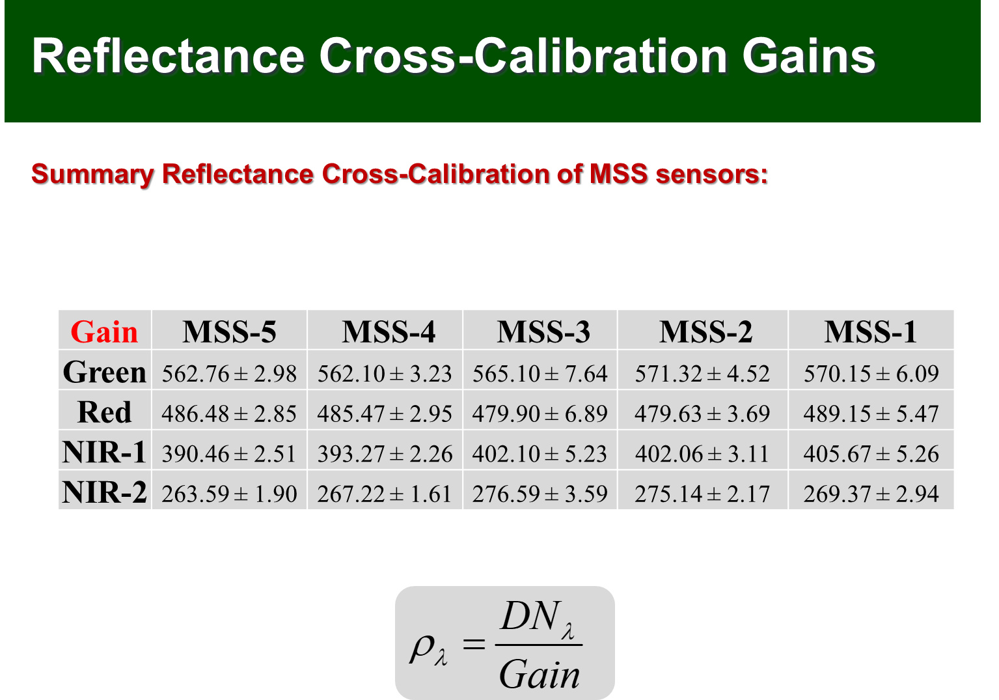 Reflectance Cross-Calibration Gains
Summary Reflectance Cross-Calibration of MSS sensors:
Gain MSS-5 MSS-4 MSS-3 MSS-2 MSS-1
Green 562.76 ± 2.98 562.10 ± 3.23 565.10 ± 7.64 571.32 ± 4.52 570.15 ± 6.09
Red 486.48 ± 2.85 485.47 ± 2.95 479.90 ± 6.89 479.63 ± 3.69 489.15 ± 5.47
NIR-1 390.46 ± 2.51 393.27 ± 2.26 402.10 ± 5.23 402.06 ± 3.11 405.67 ± 5.26
NIR-2 263.59 ± 1.90 267.22 ± 1.61 276.59 ± 3.59 275.14 ± 2.17 269.37 ± 2.94
DN λ
ρ λ =
Gain